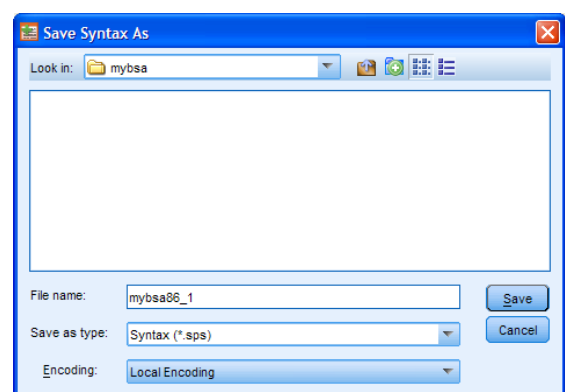 Save Syntax As
Look in: mybsa
File name: mybsa86_1 Save
Save as type: Syntax (*.sps) Cancel
Encoding: Local Encoding